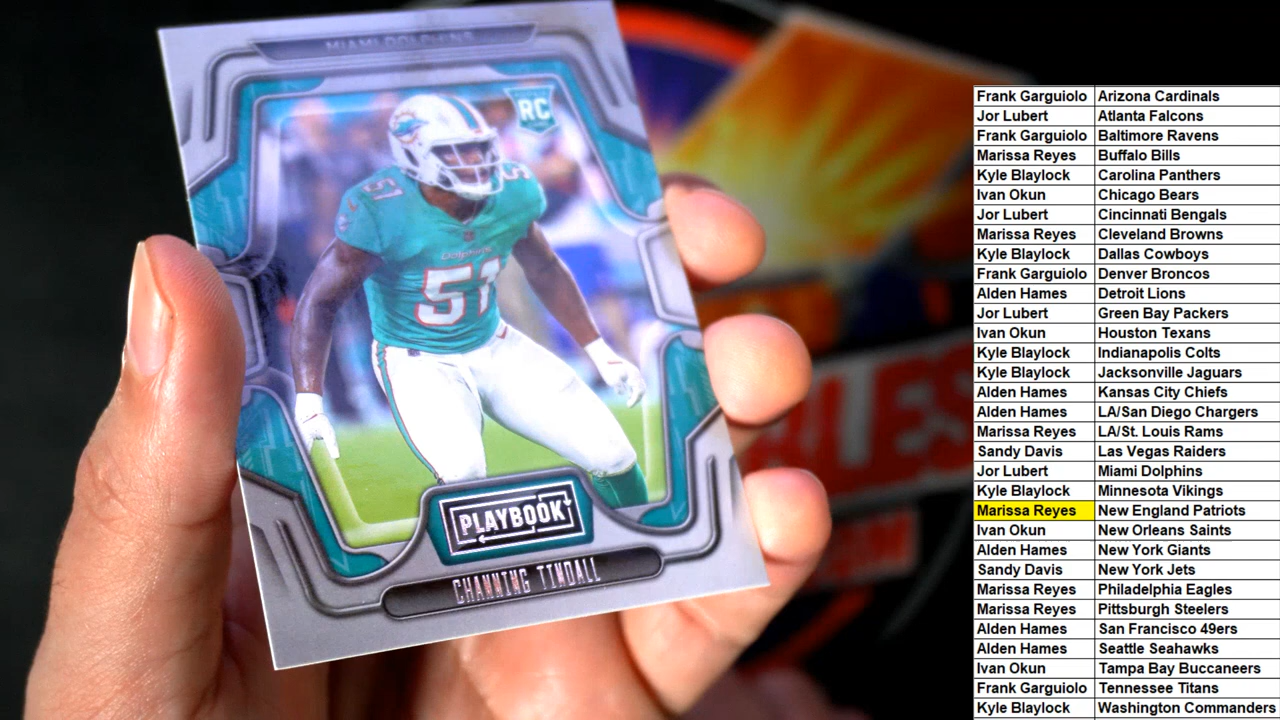 MIAMI DOLPHINS
RC
51
51
Dolphins
51
PLAYBOOK
CHANNING TINDALL
Frank Garguiolo Arizona Cardinals
Jor Lubert Atlanta Falcons
Frank Garguiolo Baltimore Ravens
Marissa Reyes Buffalo Bills
Kyle Blaylock Carolina Panthers
Ivan Okun Chicago Bears
Jor Lubert Cincinnati Bengals
Marissa Reyes Cleveland Browns
Kyle Blaylock Dallas Cowboys
Frank Garguiolo Denver Broncos
Alden Hames Detroit Lions
Jor Lubert Green Bay Packers
Ivan Okun Houston Texans
Kyle Blaylock Indianapolis Colts
Kyle Blaylock Jacksonville Jaguars
Alden Hames Kansas City Chiefs
Alden Hames LA/San Diego Chargers
Marissa Reyes LA/St. Louis Rams
Sandy Davis Las Vegas Raiders
Jor Lubert Miami Dolphins
Kyle Blaylock Minnesota Vikings
Marissa Reyes New England Patriots
Ivan Okun New Orleans Saints
Alden Hames New York Giants
Sandy Davis New York Jets
Marissa Reyes Philadelphia Eagles
Marissa Reyes Pittsburgh Steelers
Alden Hames San Francisco 49ers
Alden Hames Seattle Seahawks
Ivan Okun Tampa Bay Buccaneers
Frank Garguiolo Tennessee Titans
Kyle Blaylock Washington Commanders